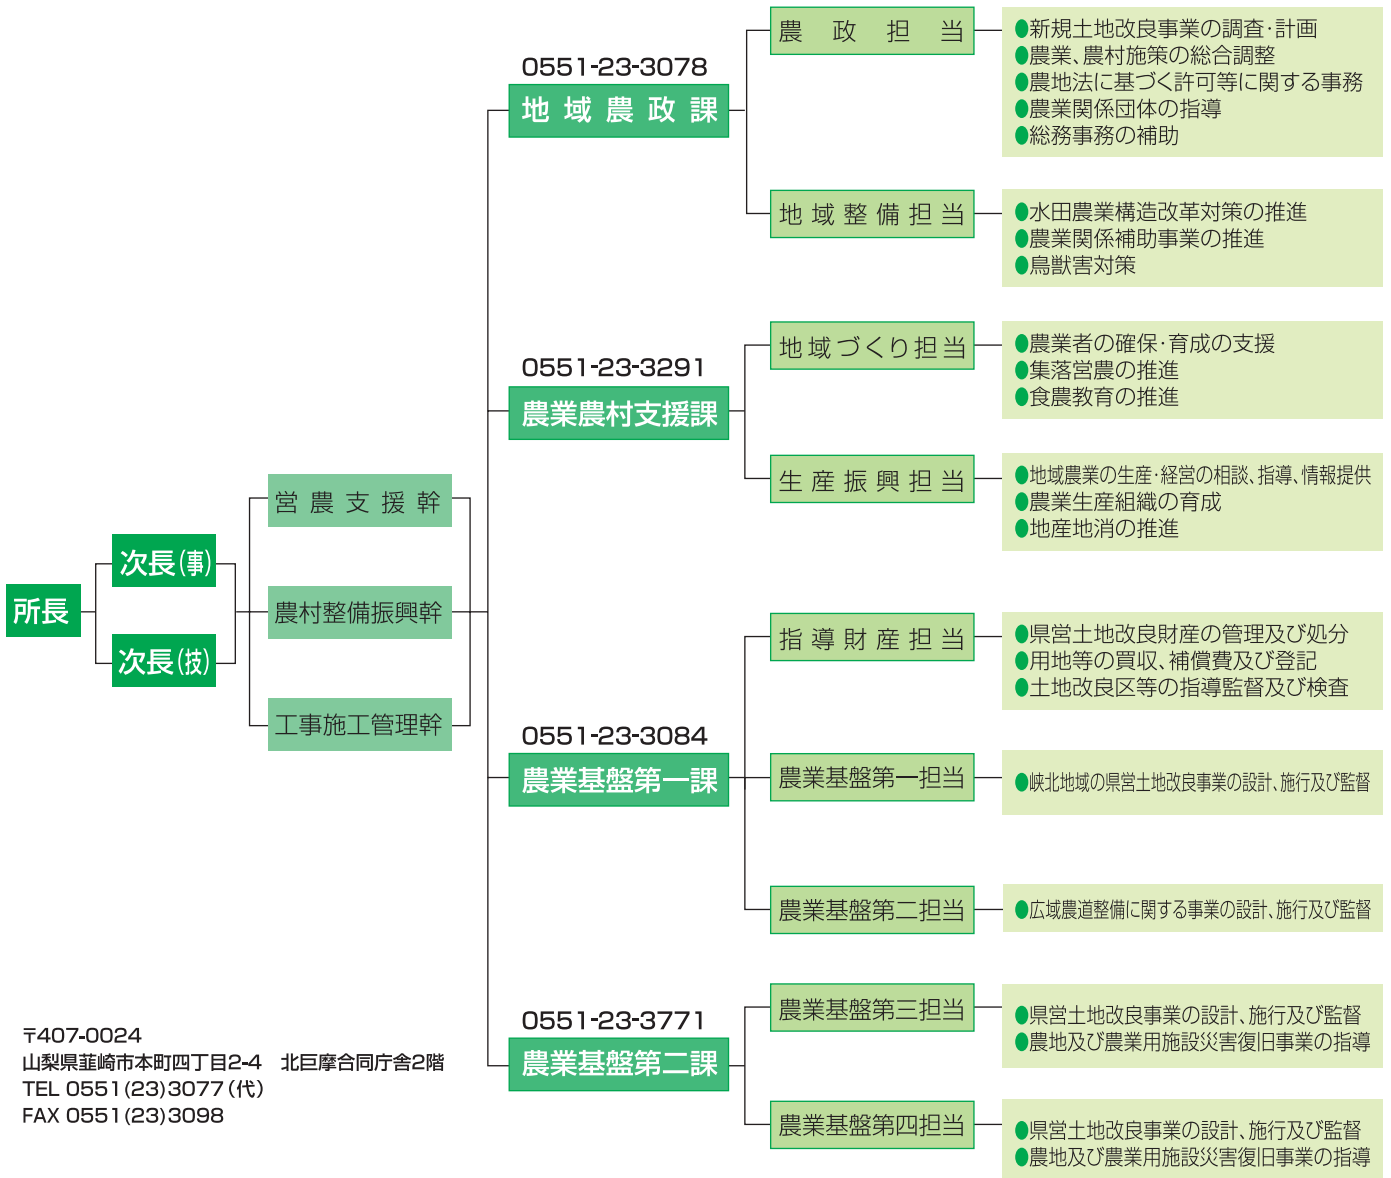 所長
次長(事)
次長(技)
営農支援幹
農村整備振興幹
工事施工管理幹
0551-23-3078
地域農政課
農政担当
●新規土地改良事業の調査・計画
●農業、農村施策の総合調整
●農地法に基づく許可等に関する事務
●農業関係団体の指導
●総務事務の補助
地域整備担当
●水田農業構造改革対策の推進
●農業関係補助事業の推進
●鳥獣害対策
0551-23-3291
農業農村支援課
地域づくり担当
●農業者の確保・育成の支援
●集落営農の推進
●食農教育の推進
生産振興担当
●地域農業の生産・経営の相談、指導、情報提供
●農業生産組織の育成
●地産地消の推進
0551-23-3084
農業基盤第一課
指導財産担当
●県営土地改良財産の管理及び処分
●用地等の買収、補償費及び登記
●土地改良区等の指導監督及び検査
農業基盤第一担当
●峡北地域の県営土地改良事業の設計、施行及び監督
農業基盤第二担当
●広域農道整備に関する事業の設計、施行及び監督
0551-23-3771
農業基盤第二課
農業基盤第三担当
●県営土地改良事業の設計、施行及び監督
●農地及び農業用施設災害復旧事業の指導
農業基盤第四担当
●県営土地改良事業の設計、施行及び監督
●農地及び農業用施設災害復旧事業の指導
〒407-0024
山梨県韮崎市本町四丁目2-4 北巨摩合同庁舎2階
TEL 0551(23)3077(代)
FAX 0551(23)3098